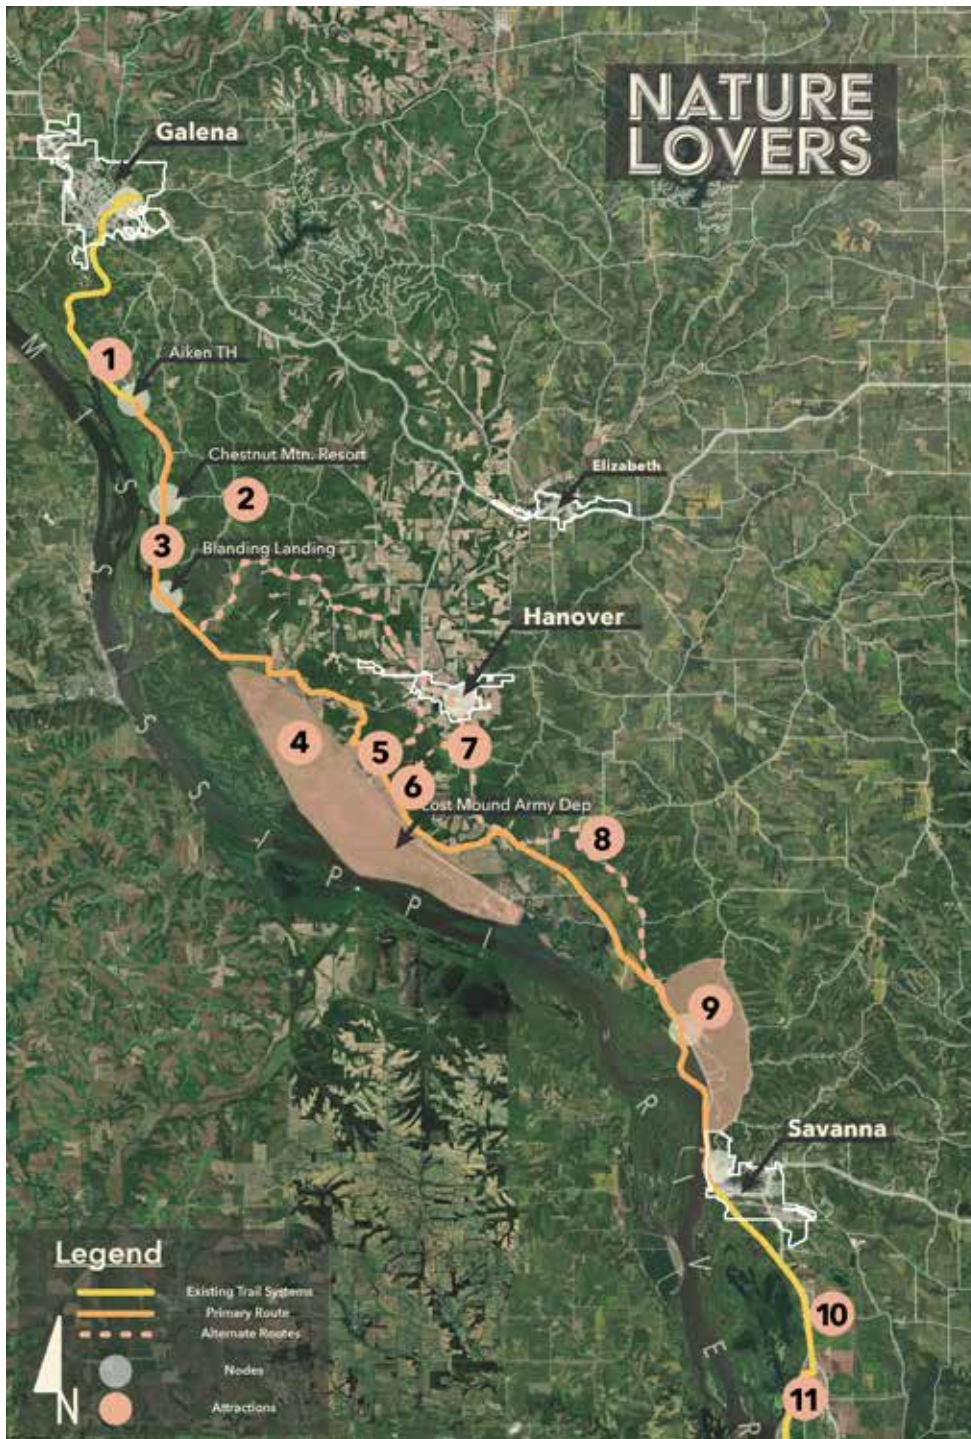 NATURE
LOVERS
Galena
1
Aiken TH
Chestnut Mtn. Resort
2
Elizabeth
3
Blanding Landing
Hanover
4
5
7
6
Lost Mound Army Dep
8
9
Savanna
10
11
MISSISSIPPI RIVER
Legend
Existing Trail Systems
Primary Route
Alternate Routes
Nodes
Attractions
N